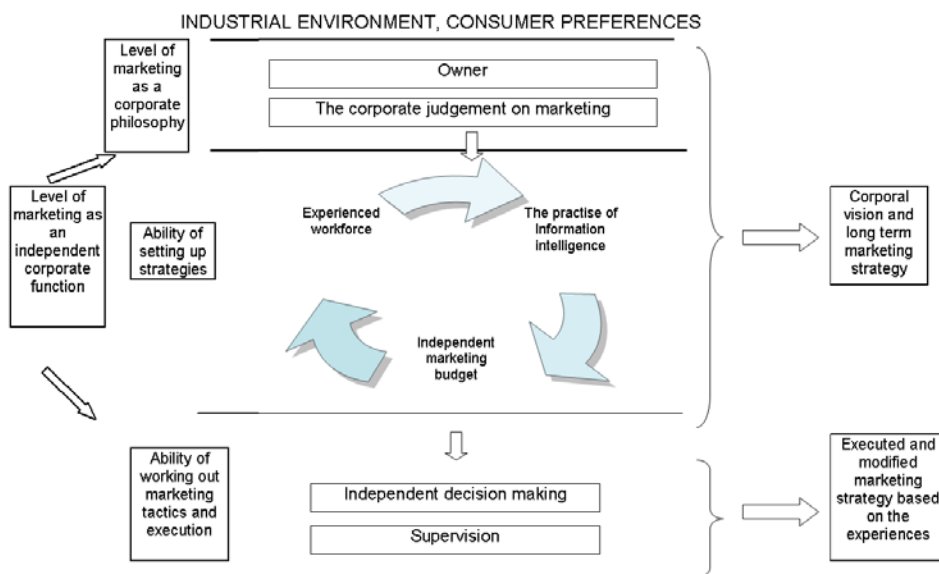 INDUSTRIAL ENVIRONMENT, CONSUMER PREFERENCES
Level of
marketing
as a
corporate
philosophy
Owner
The corporate judgement on marketing
Level of
marketing as
an
independent
corporate
function
Ability of
setting up
strategies
Experienced
workforce
The practise of
Information
intelligence
Independent
marketing
budget
Corporal
vision and
long term
marketing
strategy
Ability of
working out
marketing
tactics and
execution
Independent decision making
Supervision
Executed and
modified
marketing
strategy based
on the
experiences